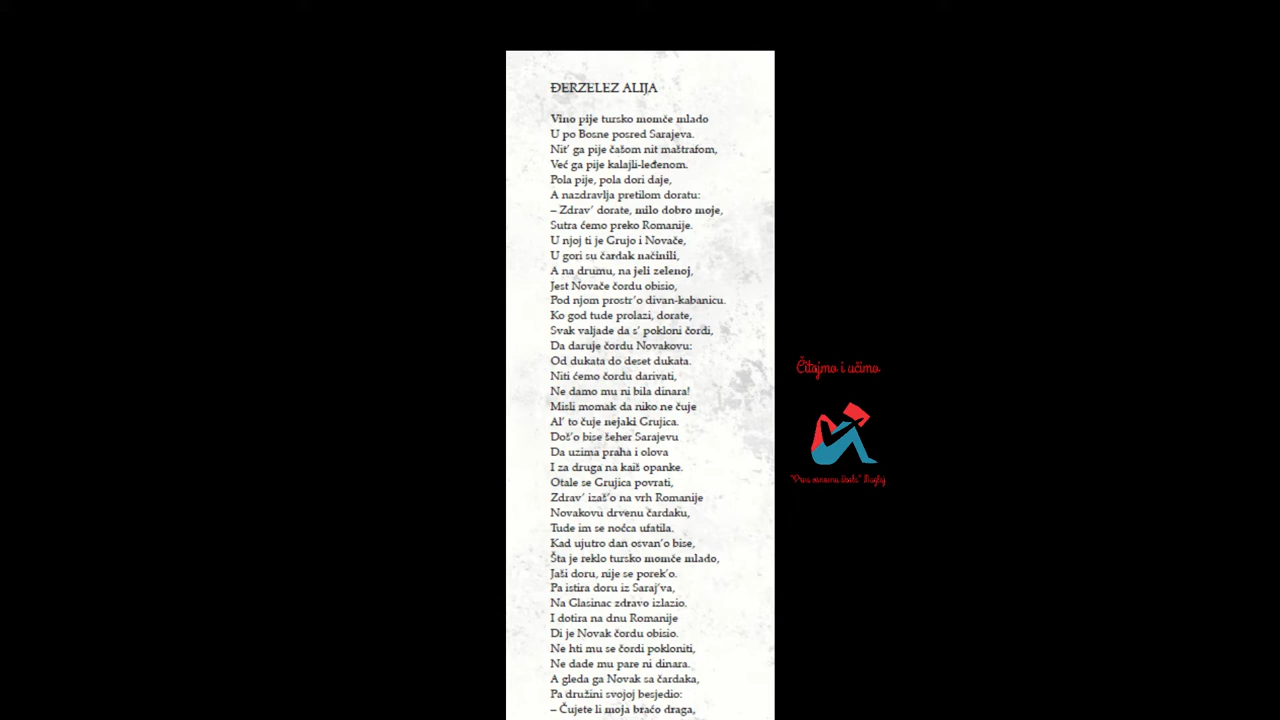 ĐERZELEZ ALIJA
Vino pije tursko momče mlado
U po Bosne posred Sarajeva.
Nit’ ga pije čašom nit maštrafom,
Već ga pije kalajli-leđenom.
Pola pije, pola dori daje,
A nazdravlja pretilom doratu:
– Zdrav’ dorate, milo dobro moje,
Sutra ćemo preko Romanije.
U njoj ti je Grujo i Novače,
U gori su čardak načinili,
A na drumu, na jeli zelenoj,
Jest Novače čordu obisio,
Pod njom prostr’o divan-kabanicu.
Ko god tude prolazi, dorate,
Svak valjade da s’ pokloni čordi,
Da daruje čordu Novakovu:
Od dukata do deset dukata.
Niti ćemo čordu darivati,
Ne damo mu ni bila dinara!
Misli momak da niko ne čuje
Al’ to čuje nejaki Grujica.
Doš’o bise šeher Sarajevu
Da uzima praha i olova
I za druga na kaiš opanke.
Otale se Grujica povrati,
Zdrav’ izaš’o na vrh Romanije
Novakovu drvenu čardaku,
Tude im se noćca ufatila.
Kad ujutro dan osvan’o bise,
Šta je reklo tursko momče mlado,
Jaši doru, nije se porek’o.
Pa istira doru iz Saraj’va,
Na Glasinac zdravo izlazio.
I dotira na dnu Romanije
Di je Novak čordu obisio.
Ne hti mu se čordi pokloniti,
Ne dade mu pare ni dinara.
A gleda ga Novak sa čardaka,
Pa družini svojoj besjedio:
– Čujete li moja braćo draga,
Čitajmo i učimo
"Prva osnovna škola"